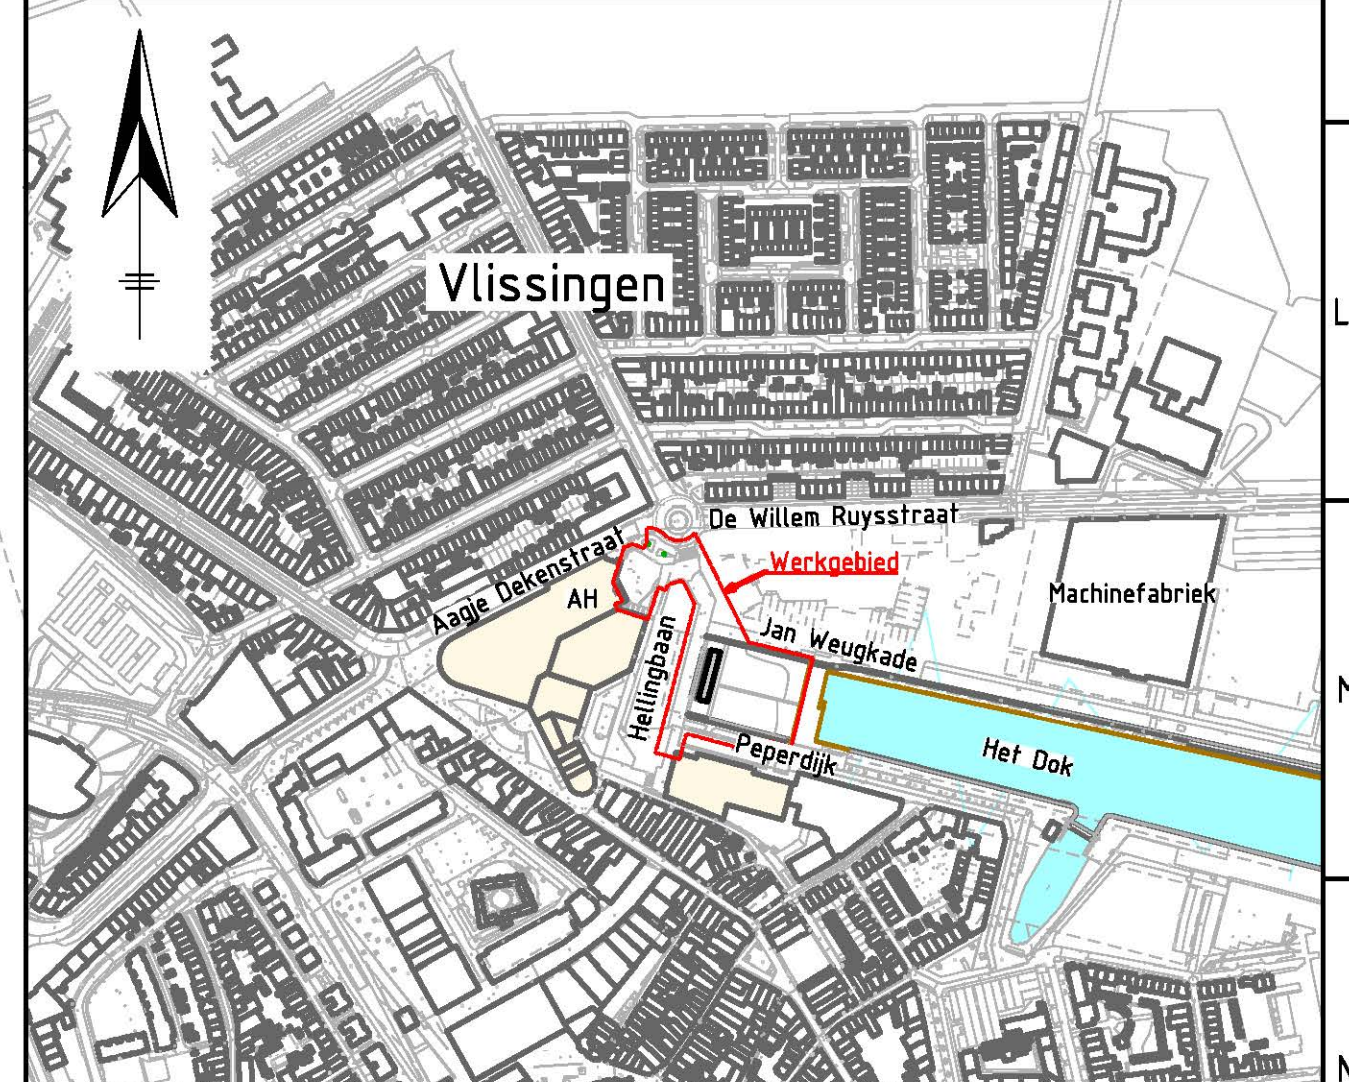 Vlissingen
L
De Willem Ruysstraat
Aagje Dekenstraat
Werkgebied
AH
Machinefabriek
Jan Weugkade
Hellingbaan
Peperdijk
Het Dok